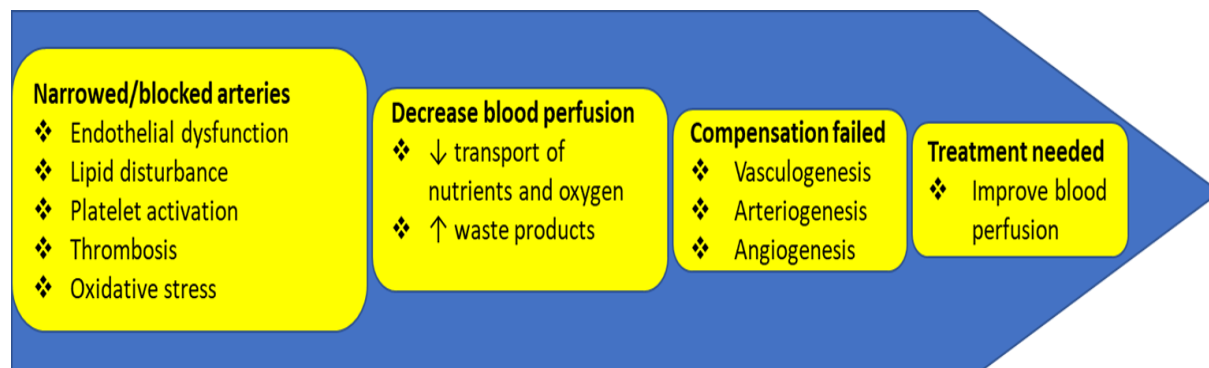 Narrowed/blocked arteries
❖ Endothelial dysfunction
❖ Lipid disturbance
❖ Platelet activation
❖ Thrombosis
❖ Oxidative stress
Decrease blood perfusion
❖ ↓ transport of
nutrients and oxygen
❖ ↑ waste products
Compensation failed
❖ Vasculogenesis
❖ Arteriogenesis
❖ Angiogenesis
Treatment needed
❖ Improve blood
perfusion